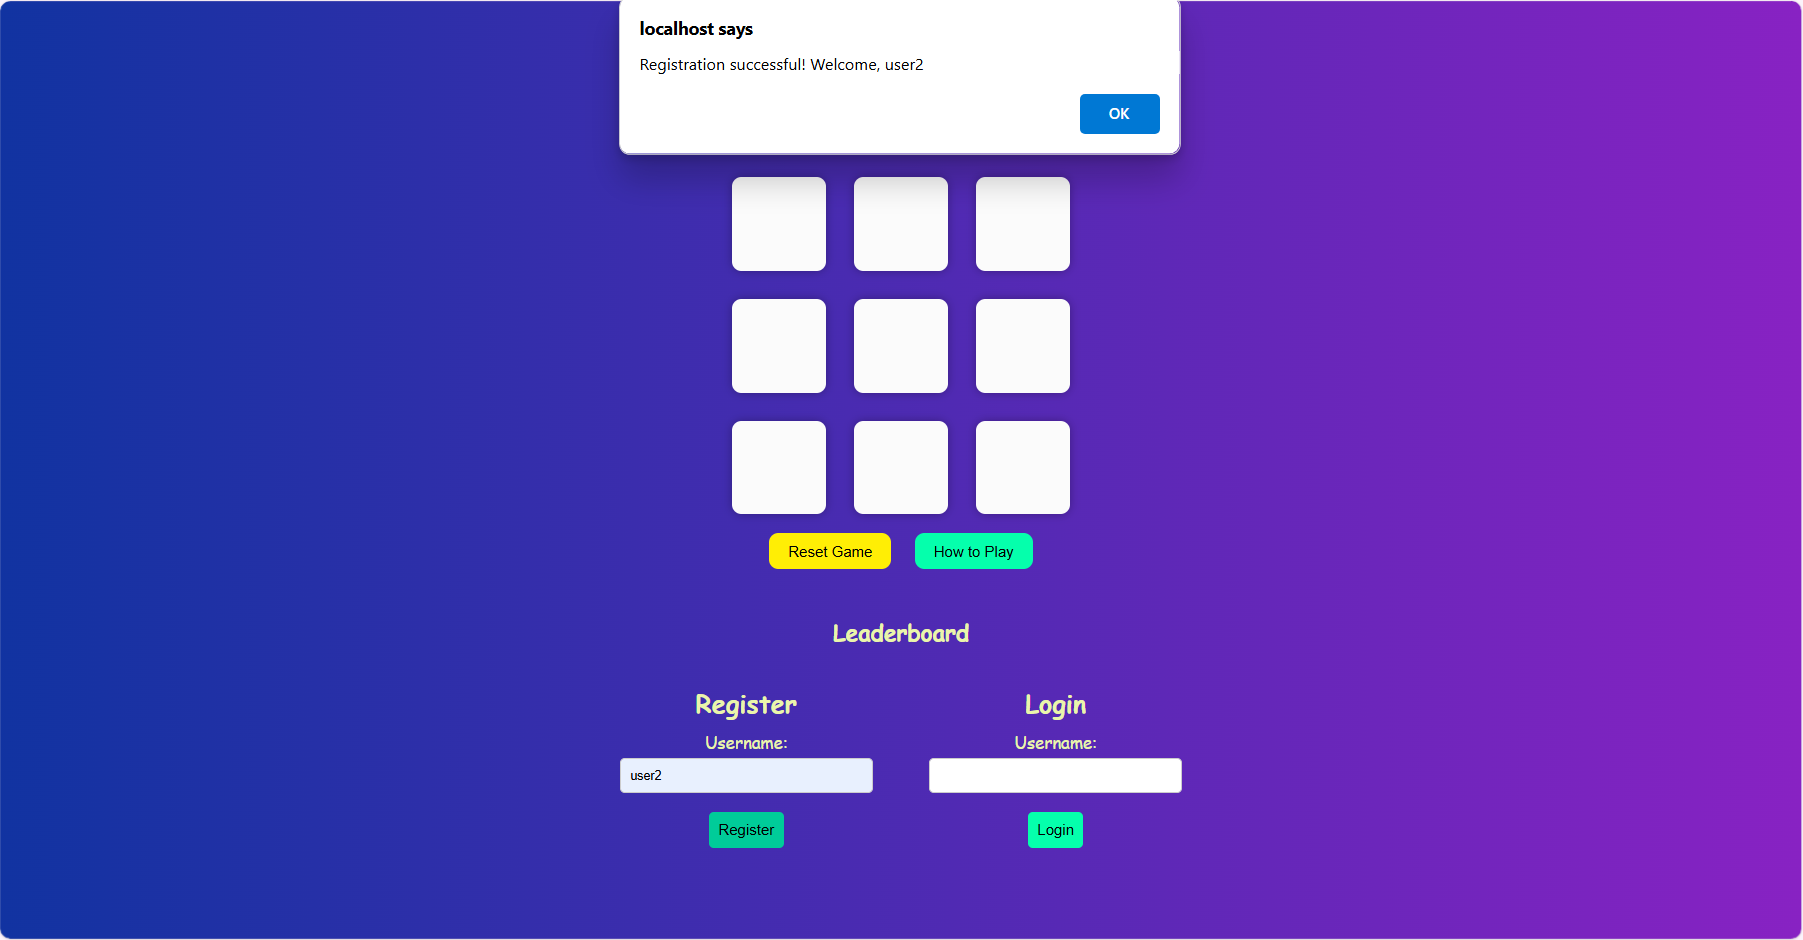 localhost says
Registration successful! Welcome, user2
OK
Reset Game
How to Play
Leaderboard
Register
Username:
user2
Register
Login
Username:
Login